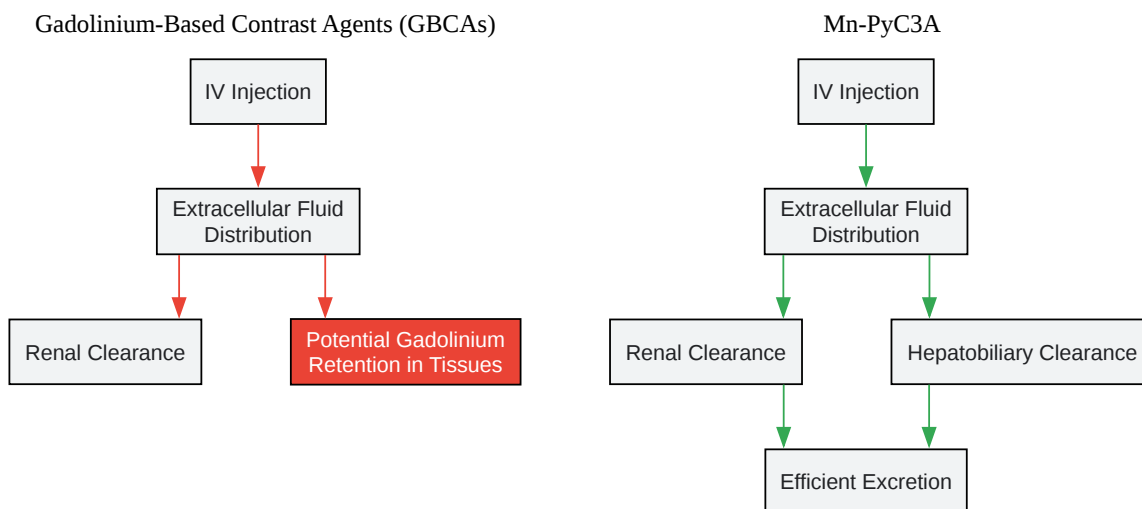 Gadolinium-Based Contrast Agents (GBCAs)
IV Injection
Extracellular Fluid
Distribution
Renal Clearance
Potential Gadolinium
Retention in Tissues
Mn-PyC3A
IV Injection
Extracellular Fluid
Distribution
Renal Clearance
Hepatobiliary Clearance
Efficient Excretion